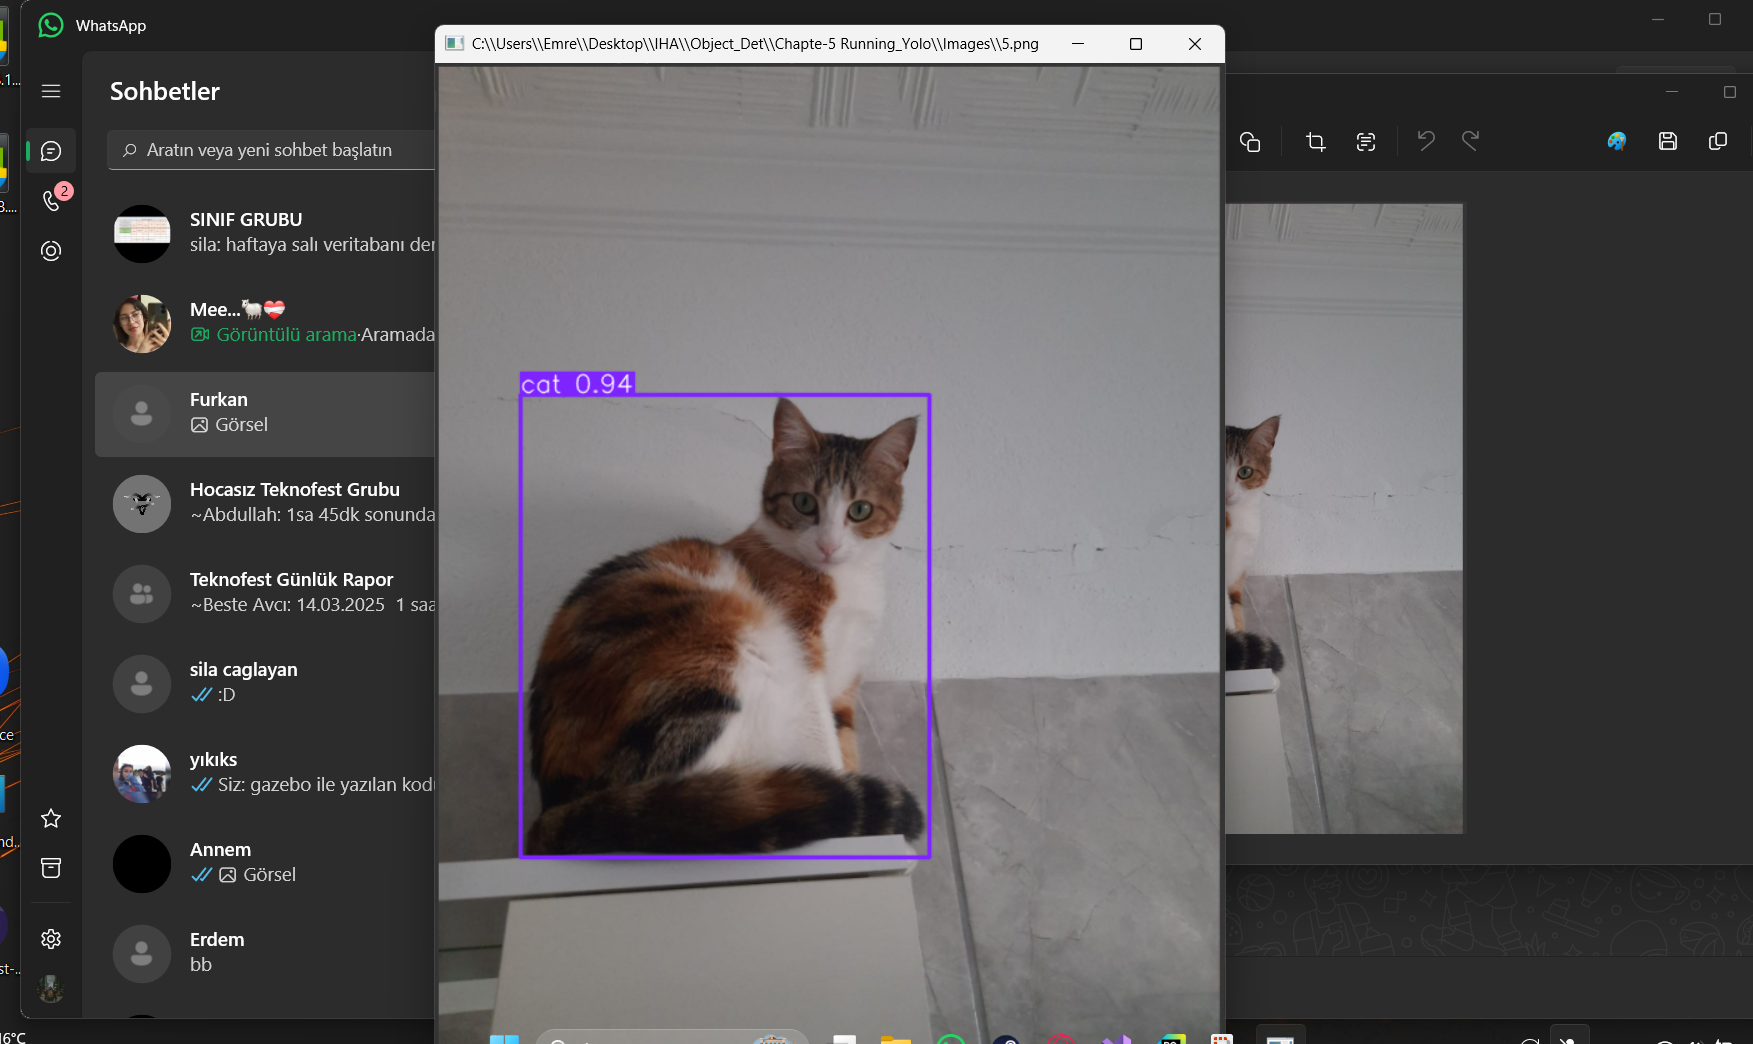 WhatsApp
C:\\Users\\Emre\\Desktop\\IHA\\Object_Det\\Chapte-5 Running_Yolo\\Images\\5.png
Sohbetler
Aratın veya yeni sohbet başlatın
2
SINIF GRUBU
sila: haftaya salı veritabanı der
Mee...🐑❤️‍🩹
Görüntülü arama·Aramada
Furkan
Görsel
Hocasız Teknofest Grubu
~Abdullah: 1sa 45dk sonunda
Teknofest Günlük Rapor
~Beste Avcı: 14.03.2025 1 saa
sila caglayan
:D
yıkıks
Siz: gazebo ile yazılan kod
Annem
Görsel
Erdem
bb
cat 0.94
16°C